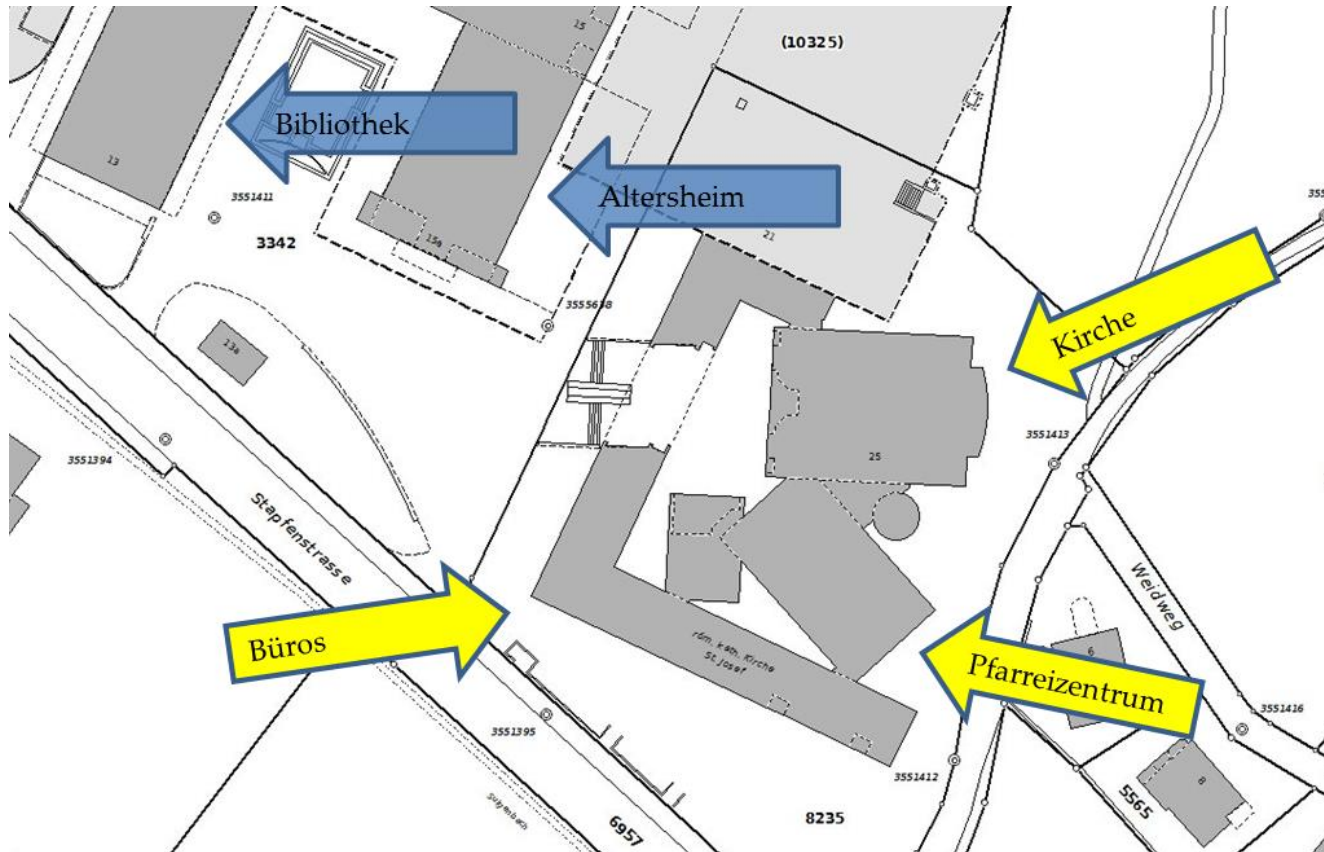 15
(10325)
Bibliothek
13
3551411
Altersheim
3342
15a
21
3555638
13a
Kirche
3551413
25
3551394
Stapfenstrasse
Büros
röm. kath. Kirche
St. Josef
Weidweg
6
Pfarreizentrum
3551416
3551395
3551412
8
5565
Sulgenbach
6957
8235